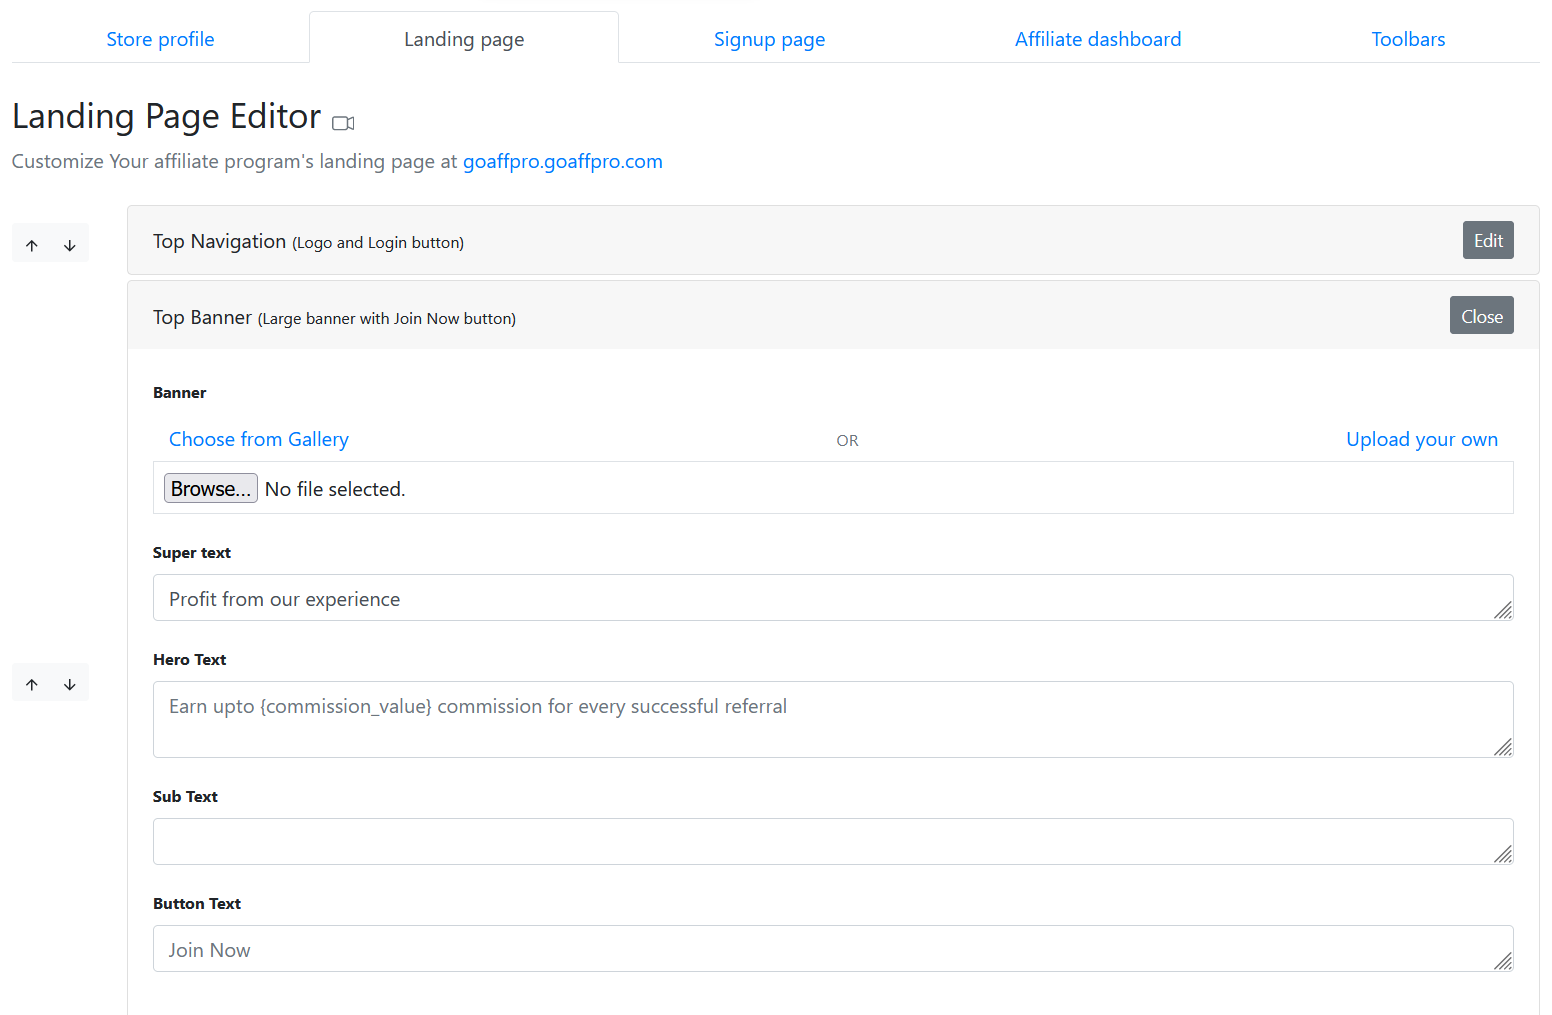 Store profile Landing page Signup page Affiliate dashboard Toolbars
Landing Page Editor
Customize Your affiliate program's landing page at goaffpro.goaffpro.com
Top Navigation (Logo and Login button) Edit
Top Banner (Large banner with Join Now button) Close
Banner
Choose from Gallery OR Upload your own
Browse... No file selected.
Super text
Profit from our experience
Hero Text
Earn upto {commission_value} commission for every successful referral
Sub Text
Button Text
Join Now